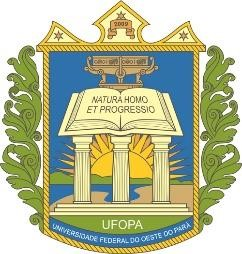 2009
NATURA HOMO
ET PROGRESSIO
UFOPA
UNIVERSIDADE FEDERAL DO OESTE DO PARÁ